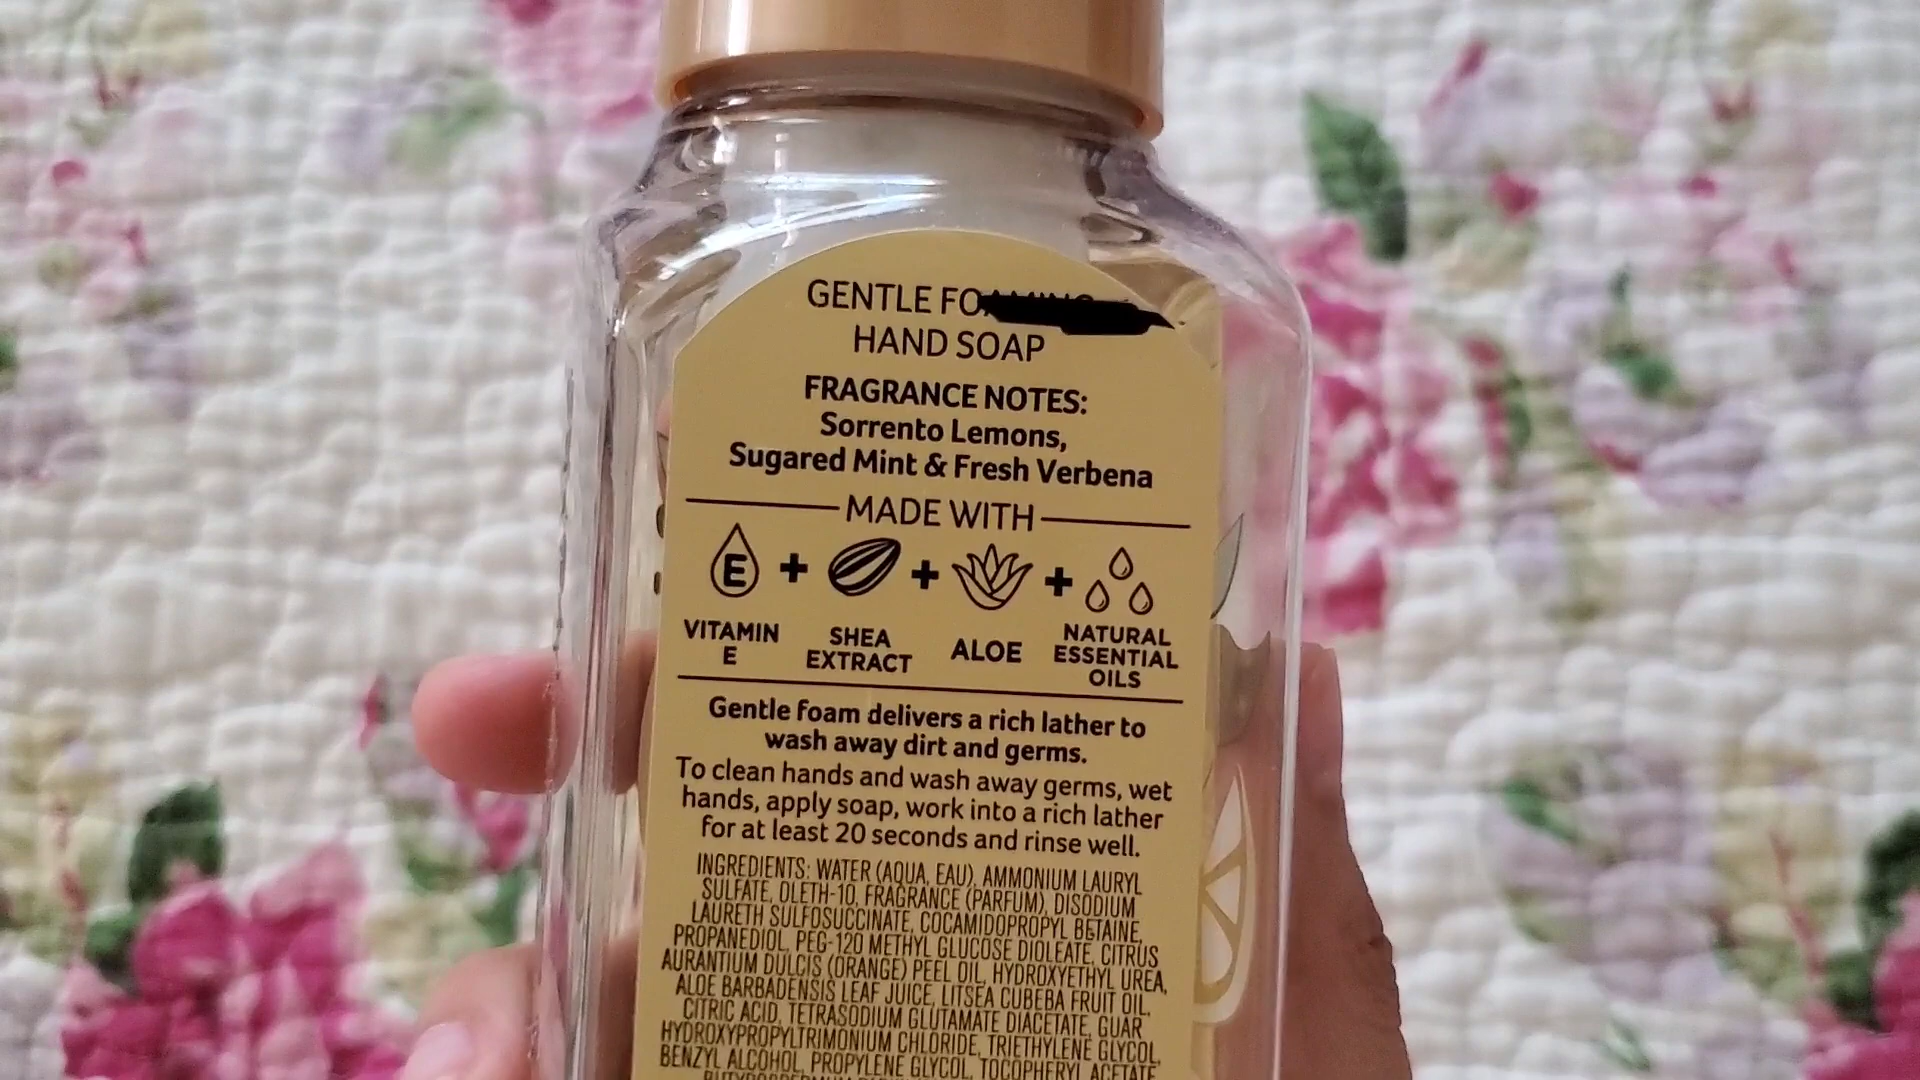 GENTLE FOAMING
HAND SOAP
FRAGRANCE NOTES:
Sorrento Lemons,
Sugared Mint & Fresh Verbena
MADE WITH
E
VITAMIN
E
SHEA
EXTRACT
ALOE
NATURAL
ESSENTIAL
OILS
Gentle foam delivers a rich lather to
wash away dirt and germs.
To clean hands and wash away germs, wet
hands, apply soap, work into a rich lather
for at least 20 seconds and rinse well.
INGREDIENTS: WATER (AQUA, EAU), AMMONIUM LAURYL
SULFATE, OLETH-10, FRAGRANCE (PARFUM), DISODIUM
LAURETH SULFOSUCCINATE, COCAMIDOPROPYL BETAINE,
PROPANEDIOL, PEG-120 METHYL GLUCOSE DIOLEATE, CITRUS
AURANTIUM DULCIS (ORANGE) PEEL OIL, HYDROXYETHYL UREA,
ALOE BARBADENSIS LEAF JUICE, LITSEA CUBEBA FRUIT OIL,
CITRIC ACID, TETRASODIUM GLUTAMATE DIACETATE, GUAR
HYDROXYPROPYLTRIMONIUM CHLORIDE, TRIETHYLENE GLYCOL,
BENZYL ALCOHOL, PROPYLENE GLYCOL, TOCOPHERYL ACETATE,